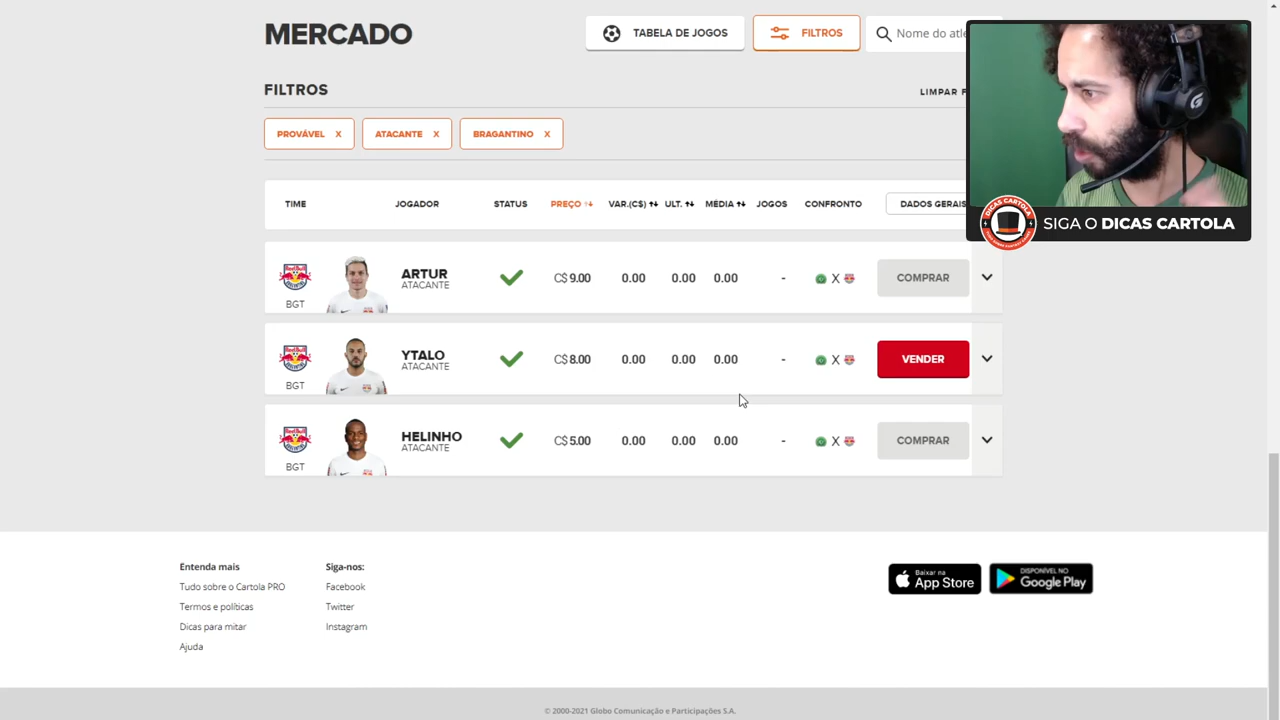 MERCADO
TABELA DE JOGOS
FILTROS
Nome do atle
FILTROS
LIMPAR F
PROVÁVEL X
ATACANTE X
BRAGANTINO X
TIME JOGADOR STATUS PREÇO VAR.(C$) ULT. MÉDIA JOGOS CONFRONTO DADOS GERAIS
BGT ARTUR ATACANTE C$ 9.00 0.00 0.00 0.00 - X COMPRAR
BGT YTALO ATACANTE C$ 8.00 0.00 0.00 0.00 - X VENDER
BGT HELINHO ATACANTE C$ 5.00 0.00 0.00 0.00 - X COMPRAR
DICAS CARTOLA
SIGA O DICAS CARTOLA
Entenda mais
Tudo sobre o Cartola PRO
Termos e políticas
Dicas para mitar
Ajuda
Siga-nos:
Facebook
Twitter
Instagram
Baixar na
App Store
DISPONÍVEL NO
Google Play
© 2000-2021 Globo Comunicação e Participações S.A.